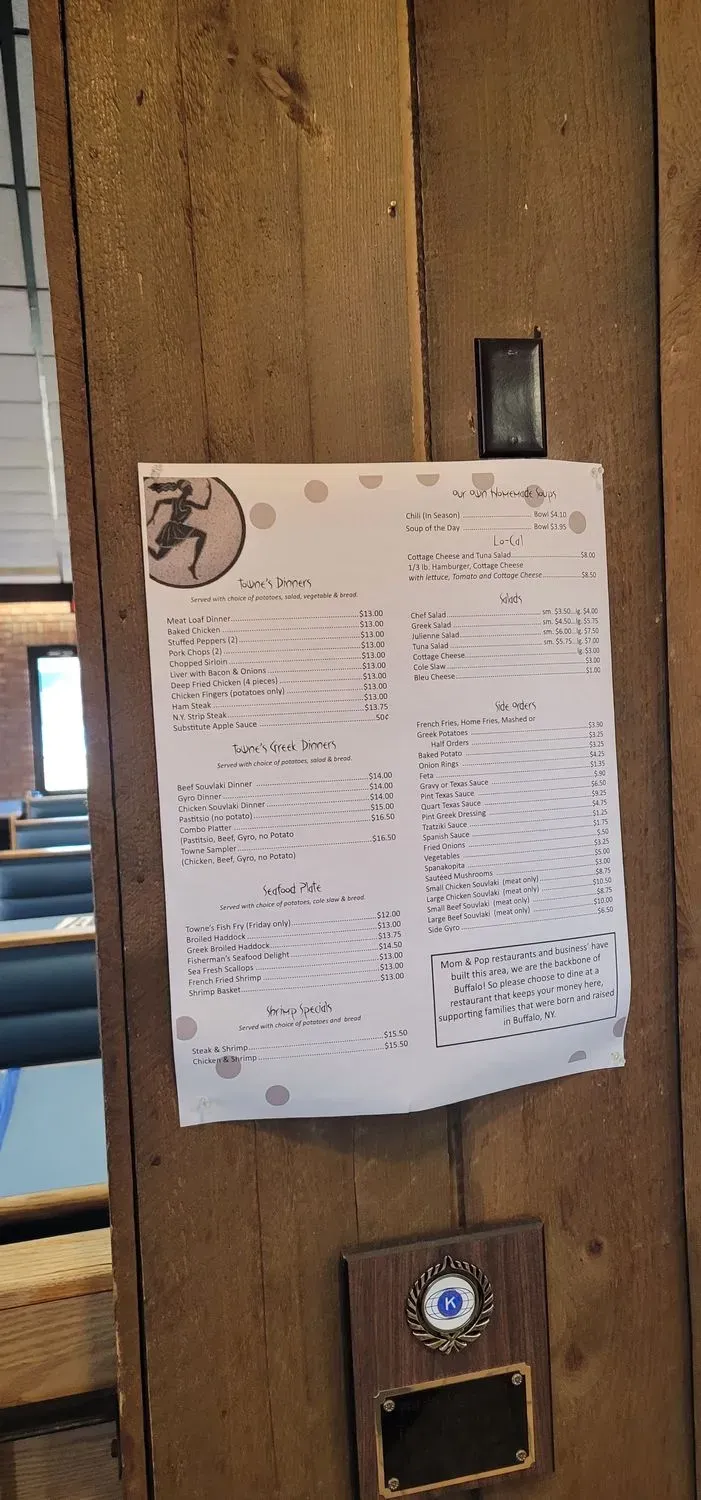 Towne's Dinners
Served with choice of potatoes, salad, vegetable & bread.
Meat Loaf Dinner $13.00
Baked Chicken $13.00
Stuffed Peppers (2) $13.00
Pork Chops (2) $13.00
Chopped Sirloin $13.00
Liver with Bacon & Onions $13.00
Deep Fried Chicken (4 pieces) $13.00
Chicken Fingers (potatoes only) $13.00
Ham Steak $13.00
N.Y. Strip Steak $13.75
Substitute Apple Sauce 50¢
Towne's Greek Dinners
Served with choice of potatoes, salad & bread.
Beef Souvlaki Dinner $14.00
Gyro Dinner $14.00
Chicken Souvlaki Dinner $14.00
Pastitsio (no potato) $15.00
Combo Platter $16.50
(Pastitsio, Beef, Gyro, no Potato
Towne Sampler $16.50
(Chicken, Beef, Gyro, no Potato)
Seafood Plate
Served with choice of potatoes, cole slaw & bread.
Towne's Fish Fry (Friday only) $12.00
Broiled Haddock $13.00
Greek Broiled Haddock $13.75
Fisherman's Seafood Delight $14.50
Sea Fresh Scallops $13.00
French Fried Shrimp $13.00
Shrimp Basket $13.00
Shrimp Specials
Served with choice of potatoes and bread
Steak & Shrimp $15.50
Chicken & Shrimp $15.50
Our Own Homemade Soups
Chili (In Season) Bowl $4.10
Soup of the Day Bowl $3.95
Lo-Cal
Cottage Cheese and Tuna Salad $8.00
1/3 lb. Hamburger, Cottage Cheese
with lettuce, Tomato and Cottage Cheese $8.50
Salads
Chef Salad sm. $3.50...lg. $4.00
Greek Salad sm. $4.50...lg. $5.75
Julienne Salad sm. $6.00...lg. $7.50
Tuna Salad sm. $5.75...lg. $7.00
Cottage Cheese lg. $3.00
Cole Slaw $3.00
Bleu Cheese $1.00
Side Orders
French Fries, Home Fries, Mashed or
Greek Potatoes $3.90
Half Orders $3.25
Baked Potato $3.25
Onion Rings $4.25
Feta $1.35
Gravy or Texas Sauce $.90
Pint Texas Sauce $6.50
Quart Texas Sauce $9.25
Pint Greek Dressing $4.75
Tzatziki Sauce $1.25
Spanish Sauce $1.75
Fried Onions $.50
Vegetables $3.25
Spanakopita $5.00
Sautéed Mushrooms $3.00
Small Chicken Souvlaki (meat only) $8.75
Large Chicken Souvlaki (meat only) $10.50
Small Beef Souvlaki (meat only) $8.75
Large Beef Souvlaki (meat only) $10.00
Side Gyro $6.50
Mom & Pop restaurants and business' have
built this area, we are the backbone of
Buffalo! So please choose to dine at a
restaurant that keeps your money here,
supporting families that were born and raised
in Buffalo, NY.
K